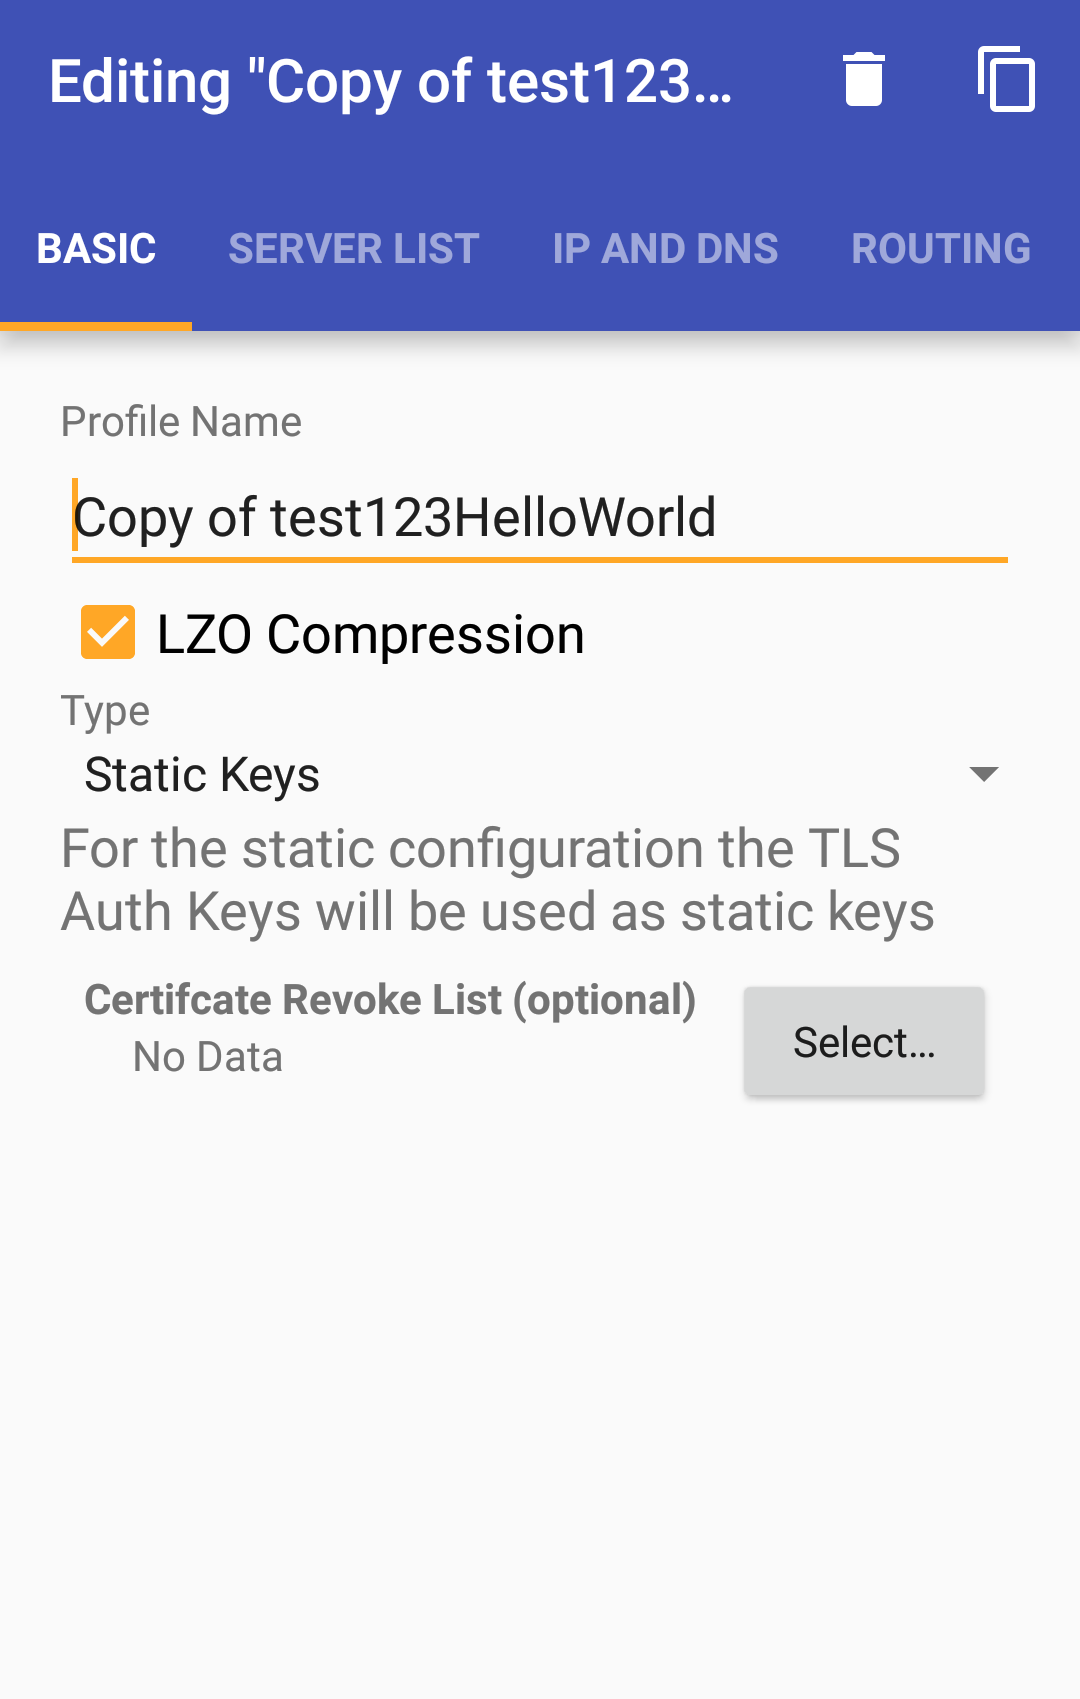 Editing "Copy of test123...
BASIC SERVER LIST IP AND DNS ROUTING
Profile Name
Copy of test123HelloWorld
LZO Compression
Type
Static Keys
For the static configuration the TLS
Auth Keys will be used as static keys
Certifcate Revoke List (optional)
No Data
Select...